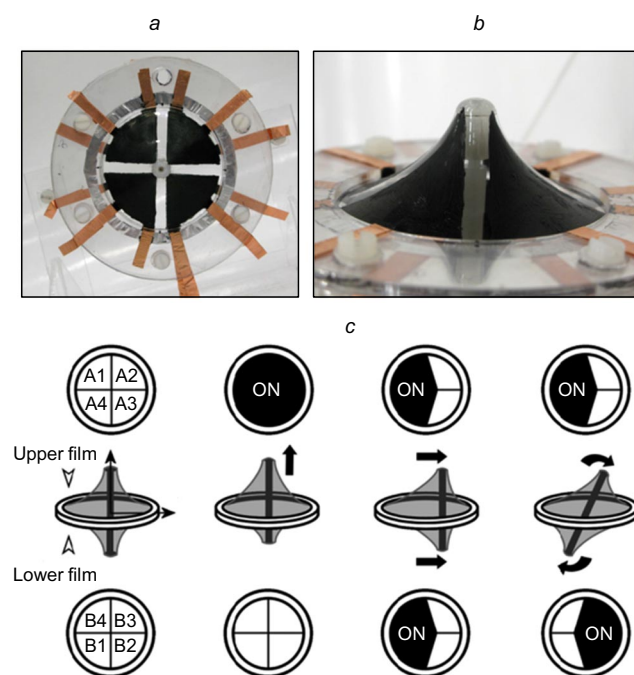 a
b
c
A1 A2
A4 A3
ON
ON
ON
Upper film
Lower film
B4 B3
B1 B2
ON
ON